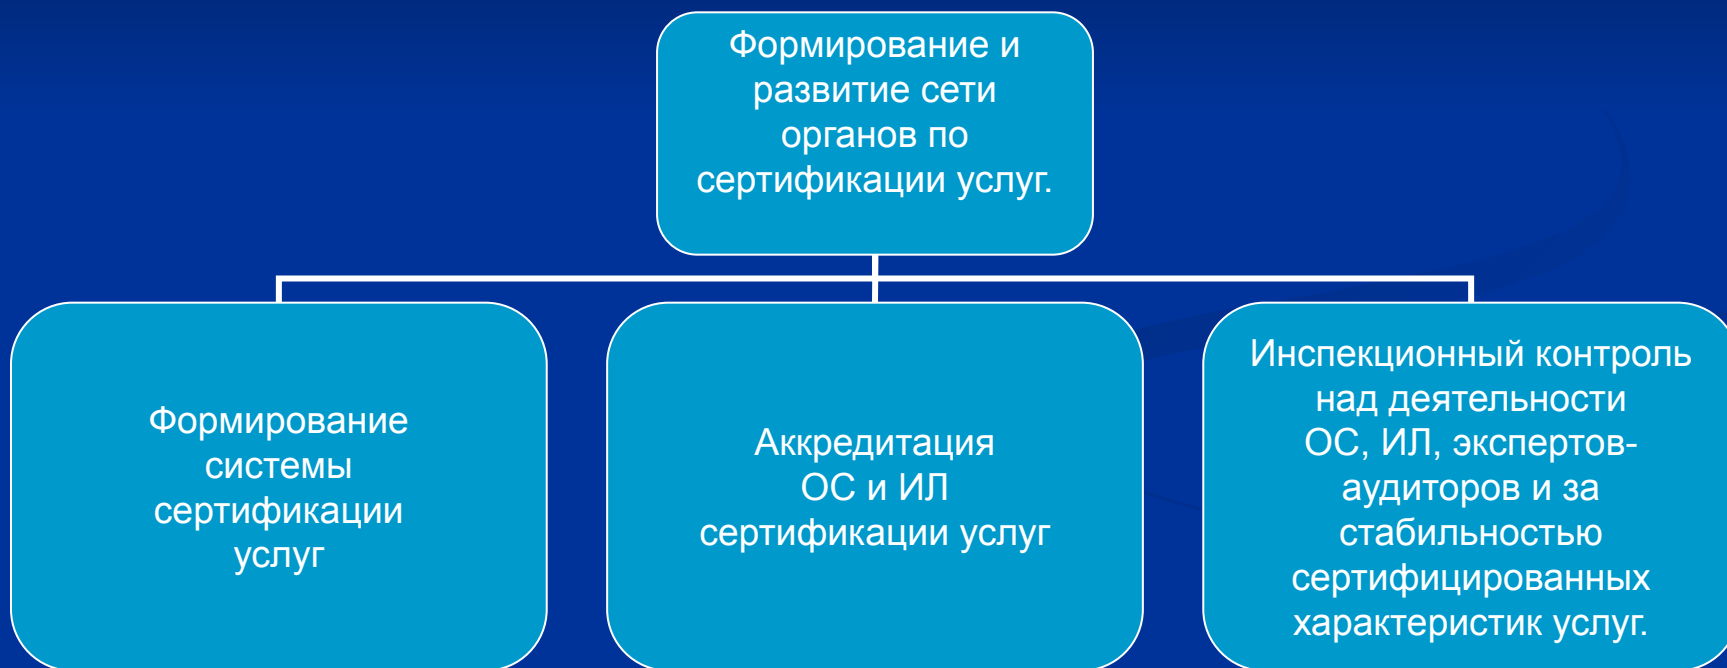 Формирование и
развитие сети
органов по
сертификации услуг.
Формирование
системы
сертификации
услуг
Аккредитация
ОС и ИЛ
сертификации услуг
Инспекционный контроль
над деятельности
ОС, ИЛ, экспертов-
аудиторов и за
стабильностью
сертифицированных
характеристик услуг.